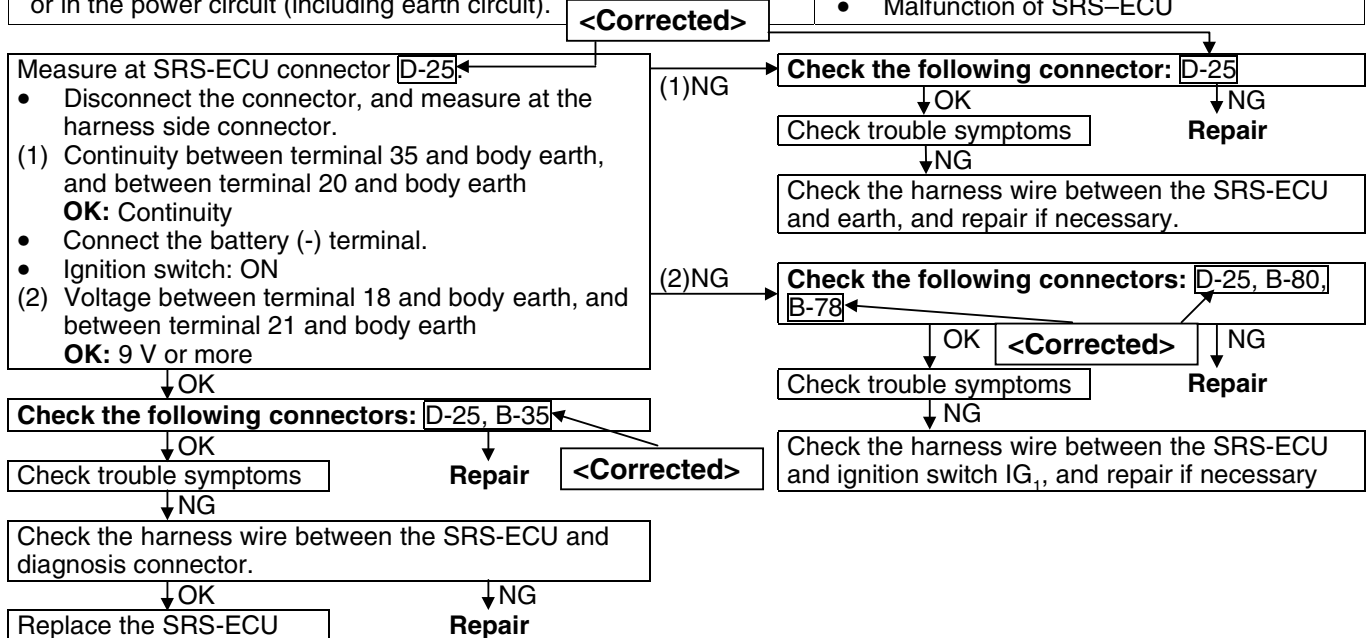 or in the power circuit (including earth circuit).
• Malfunction of SRS–ECU
<Corrected>
Measure at SRS-ECU connector D-25.
• Disconnect the connector, and measure at the
harness side connector.
(1) Continuity between terminal 35 and body earth,
and between terminal 20 and body earth
OK: Continuity
• Connect the battery (-) terminal.
• Ignition switch: ON
(2) Voltage between terminal 18 and body earth, and
between terminal 21 and body earth
OK: 9 V or more
(1)NG
Check the following connector: D-25
OK
NG
Check trouble symptoms
Repair
NG
Check the harness wire between the SRS-ECU
and earth, and repair if necessary.
(2)NG
Check the following connectors: D-25, B-80,
B-78
OK
<Corrected>
NG
Check trouble symptoms
Repair
NG
Check the harness wire between the SRS-ECU
and ignition switch IG1, and repair if necessary
OK
Check the following connectors: D-25, B-35
OK
Check trouble symptoms
Repair
<Corrected>
NG
Check the harness wire between the SRS-ECU and
diagnosis connector.
OK
NG
Replace the SRS-ECU
Repair